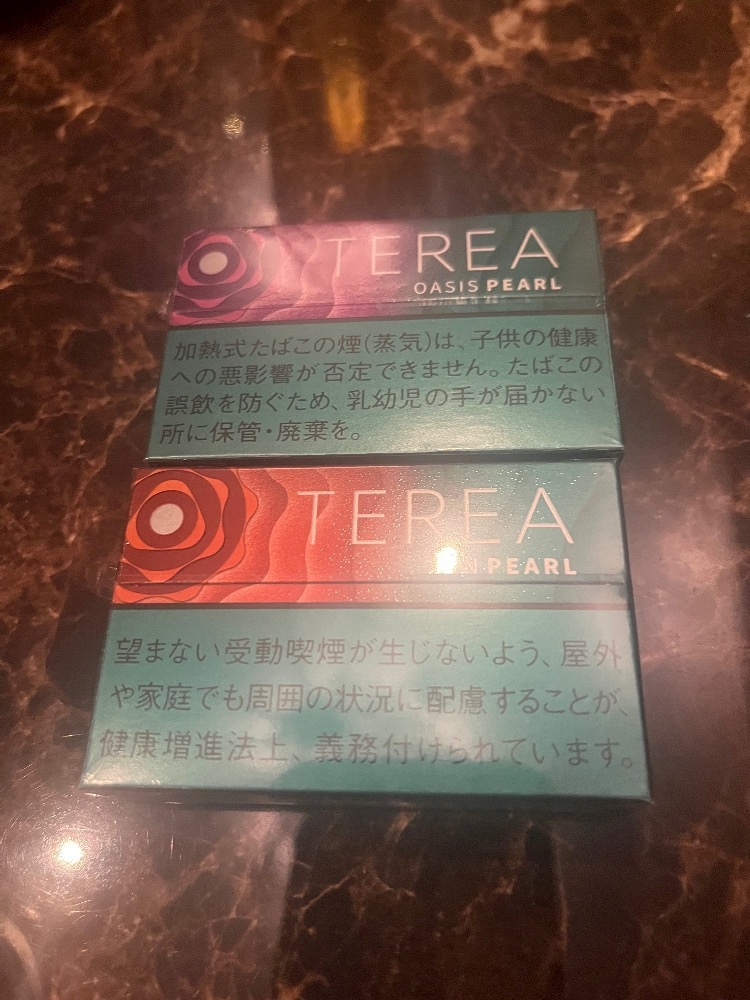 TEREA
OASIS PEARL
加熱式たばこの煙(蒸気)は、子供の健康
への悪影響が否定できません。たばこの
誤飲を防ぐため、乳幼児の手が届かない
所に保管・廃棄を。
TEREA
PEARL
望まない受動喫煙が生じないよう、屋外
や家庭でも周囲の状況に配慮することが、
健康増進法上、義務付けられています。